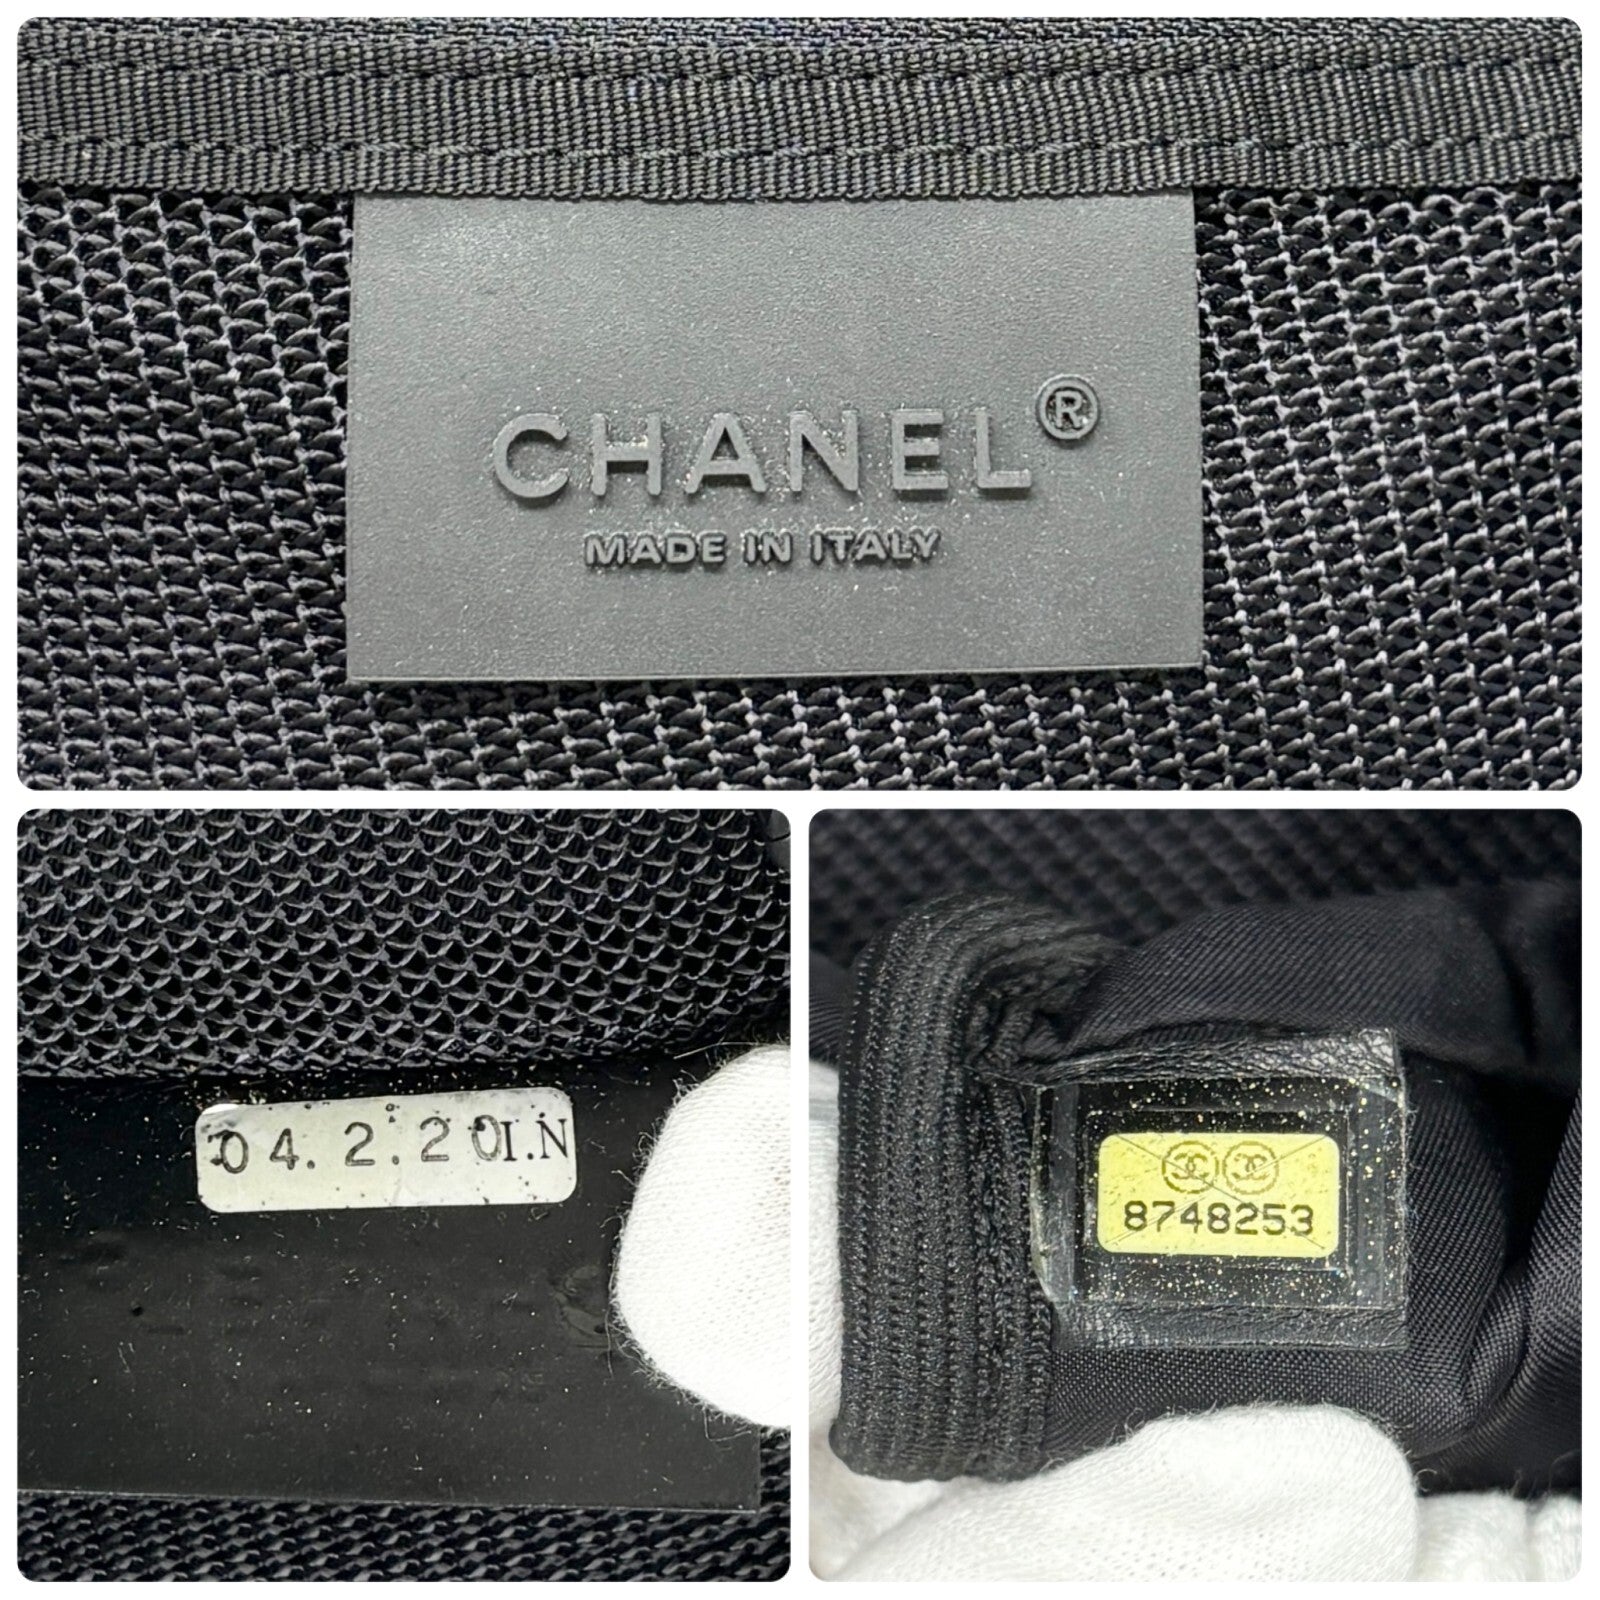 CHANEL®
MADE IN ITALY
04.2.20I.N
8748253